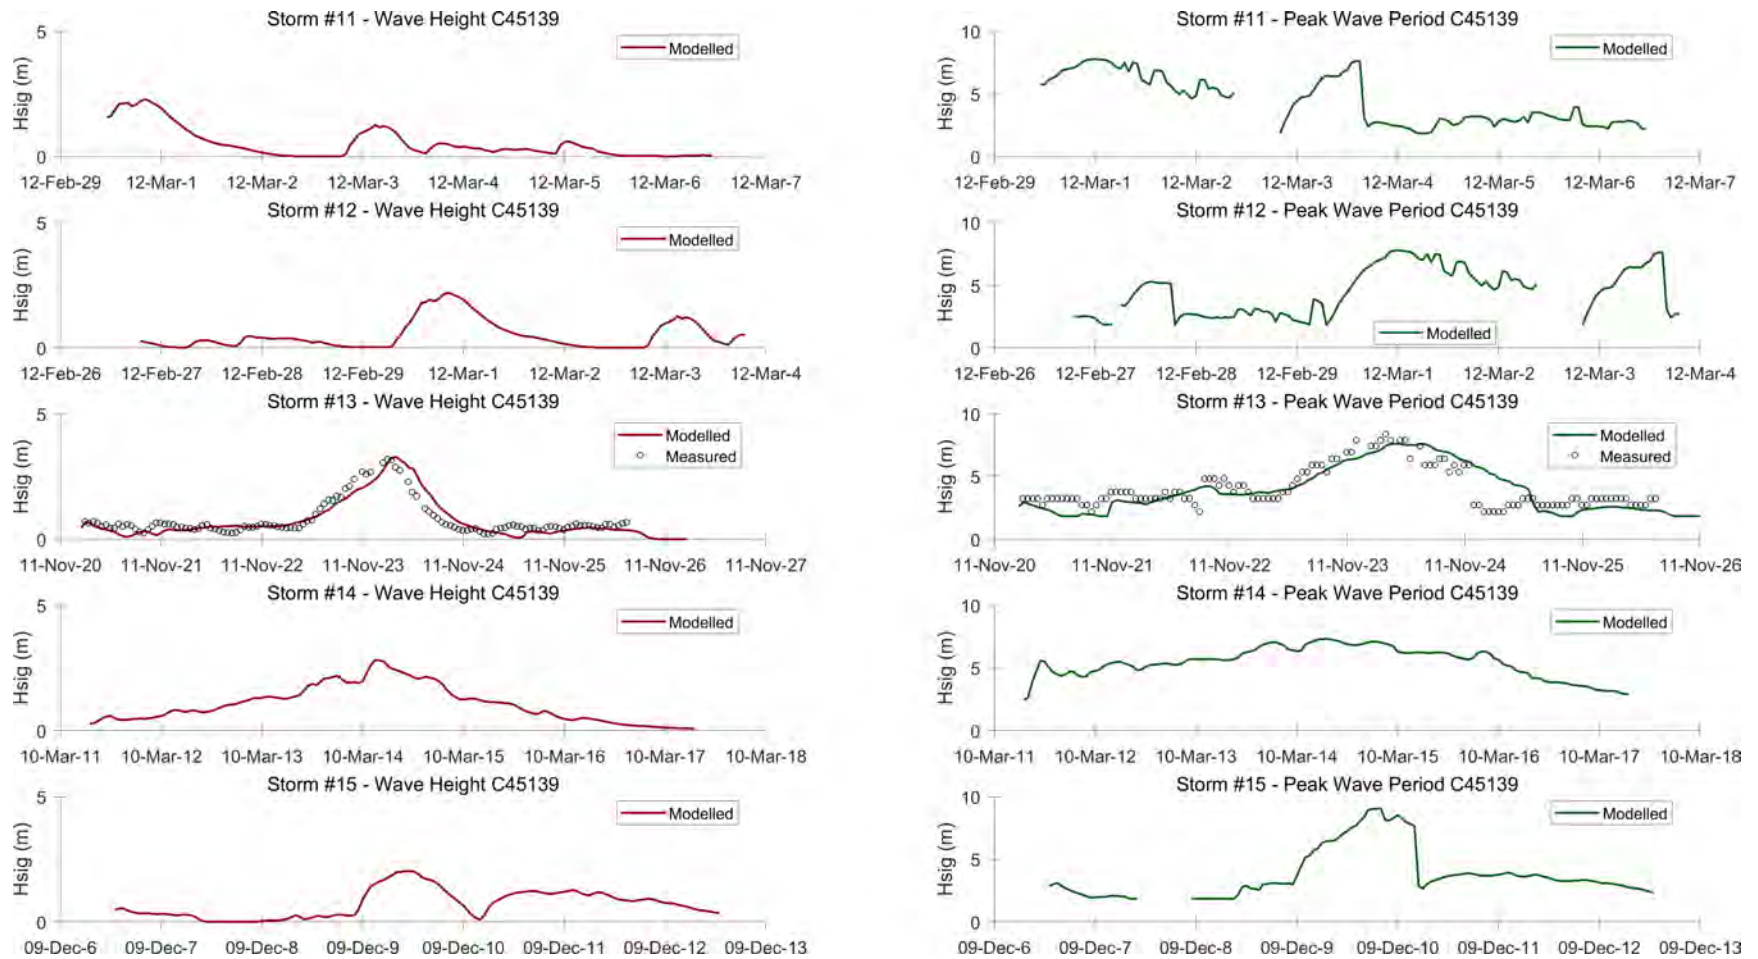 Storm #11 - Wave Height C45139
5
Hsig (m)
0
Modelled
12-Feb-29 12-Mar-1 12-Mar-2 12-Mar-3 12-Mar-4 12-Mar-5 12-Mar-6 12-Mar-7
Storm #11 - Peak Wave Period C45139
10
Hsig (m)
5
0
Modelled
12-Feb-29 12-Mar-1 12-Mar-2 12-Mar-3 12-Mar-4 12-Mar-5 12-Mar-6 12-Mar-7
Storm #12 - Wave Height C45139
5
Hsig (m)
0
Modelled
12-Feb-26 12-Feb-27 12-Feb-28 12-Feb-29 12-Mar-1 12-Mar-2 12-Mar-3 12-Mar-4
Storm #12 - Peak Wave Period C45139
10
Hsig (m)
5
0
Modelled
12-Feb-26 12-Feb-27 12-Feb-28 12-Feb-29 12-Mar-1 12-Mar-2 12-Mar-3 12-Mar-4
Storm #13 - Wave Height C45139
5
Hsig (m)
0
Modelled
Measured
11-Nov-20 11-Nov-21 11-Nov-22 11-Nov-23 11-Nov-24 11-Nov-25 11-Nov-26 11-Nov-27
Storm #13 - Peak Wave Period C45139
10
Hsig (m)
5
0
Modelled
Measured
11-Nov-20 11-Nov-21 11-Nov-22 11-Nov-23 11-Nov-24 11-Nov-25 11-Nov-26
Storm #14 - Wave Height C45139
5
Hsig (m)
0
Modelled
10-Mar-11 10-Mar-12 10-Mar-13 10-Mar-14 10-Mar-15 10-Mar-16 10-Mar-17 10-Mar-18
Storm #14 - Peak Wave Period C45139
10
Hsig (m)
5
0
Modelled
10-Mar-11 10-Mar-12 10-Mar-13 10-Mar-14 10-Mar-15 10-Mar-16 10-Mar-17 10-Mar-18
Storm #15 - Wave Height C45139
5
Hsig (m)
0
Modelled
09-Dec-6 09-Dec-7 09-Dec-8 09-Dec-9 09-Dec-10 09-Dec-11 09-Dec-12 09-Dec-13
Storm #15 - Peak Wave Period C45139
10
Hsig (m)
5
0
Modelled
09-Dec-6 09-Dec-7 09-Dec-8 09-Dec-9 09-Dec-10 09-Dec-11 09-Dec-12 09-Dec-13